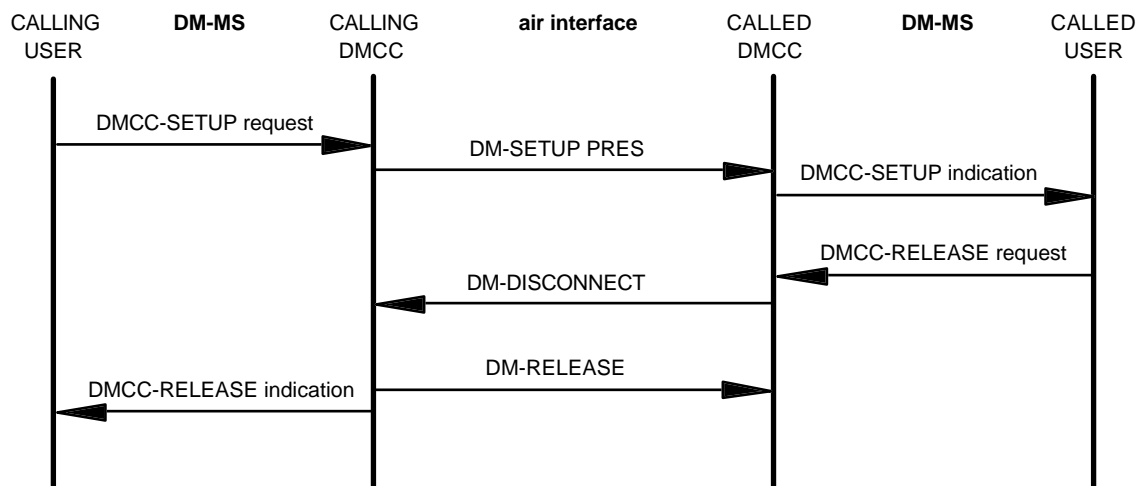 CALLING USER
DM-MS
CALLING DMCC
air interface
CALLED DMCC
DM-MS
CALLED USER
DMCC-SETUP request
DM-SETUP PRES
DMCC-SETUP indication
DMCC-RELEASE request
DM-DISCONNECT
DM-RELEASE
DMCC-RELEASE indication